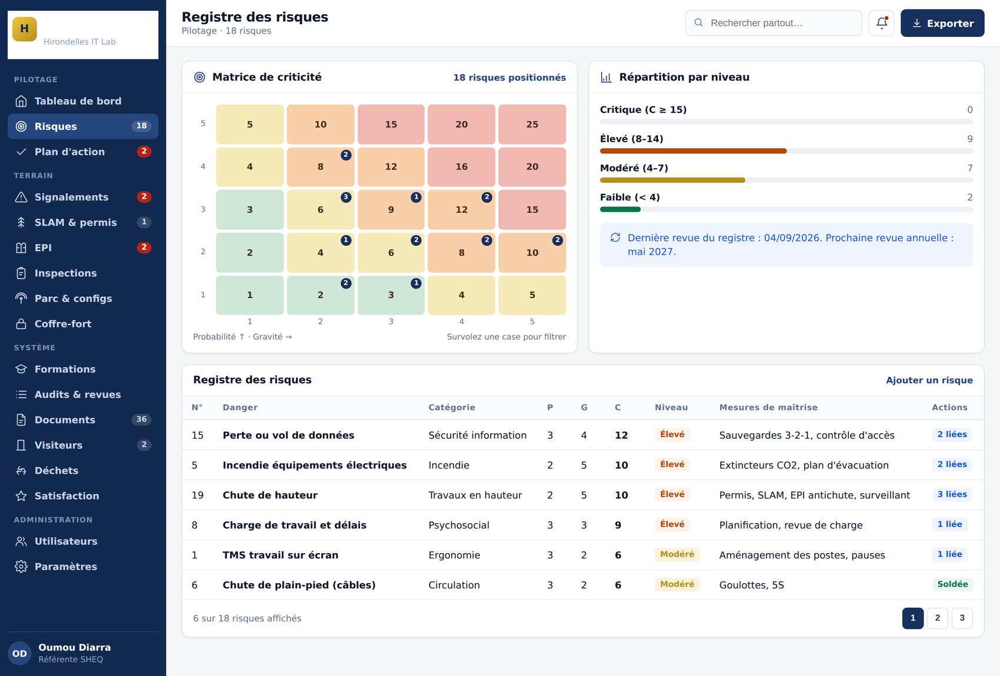 H
Hirondelles IT Lab
PILOTAGE
Tableau de bord
Risques 18
Plan d'action 2
TERRAIN
Signalements 2
SLAM & permis 1
EPI 2
Inspections
Parc & configs
Coffre-fort
SYSTÈME
Formations
Audits & revues
Documents 36
Visiteurs 2
Déchets
Satisfaction
ADMINISTRATION
Utilisateurs
Paramètres
OD
Oumou Diarra
Référente SHEQ
Registre des risques
Pilotage · 18 risques
Rechercher partout…
Exporter
Matrice de criticité
18 risques positionnés
5 5 10 15 20 25
4 4 8 2 12 16 20
3 3 6 3 9 1 12 2 15
2 2 4 1 6 2 8 2 10 2
1 1 2 2 3 1 4 5
1 2 3 4 5
Probabilité ↑ · Gravité →
Survolez une case pour filtrer
Répartition par niveau
Critique (C ≥ 15) 0
Élevé (8–14) 9
Modéré (4–7) 7
Faible (< 4) 2
Dernière revue du registre : 04/09/2026. Prochaine revue annuelle :
mai 2027.
Registre des risques
Ajouter un risque
N° Danger Catégorie P G C Niveau Mesures de maîtrise Actions
15 Perte ou vol de données Sécurité information 3 4 12 Élevé Sauvegardes 3-2-1, contrôle d'accès 2 liées
5 Incendie équipements électriques Incendie 2 5 10 Élevé Extincteurs CO2, plan d'évacuation 2 liées
19 Chute de hauteur Travaux en hauteur 2 5 10 Élevé Permis, SLAM, EPI antichute, surveillant 3 liées
8 Charge de travail et délais Psychosocial 3 3 9 Élevé Planification, revue de charge 1 liée
1 TMS travail sur écran Ergonomie 3 2 6 Modéré Aménagement des postes, pauses 1 liée
6 Chute de plain-pied (câbles) Circulation 3 2 6 Modéré Goulottes, 5S Soldée
6 sur 18 risques affichés
1 2 3